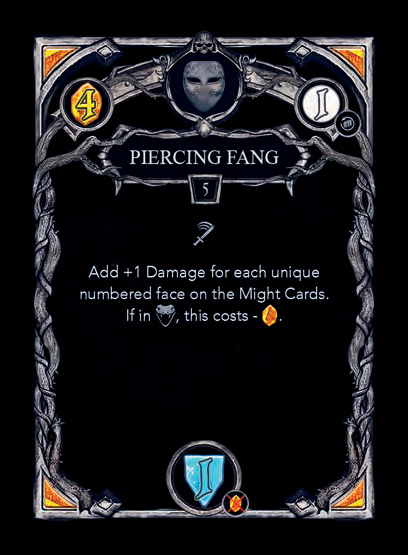 4
I
PIERCING FANG
5
Add +1 Damage for each unique
numbered face on the Might Cards.
If in , this costs - .
I